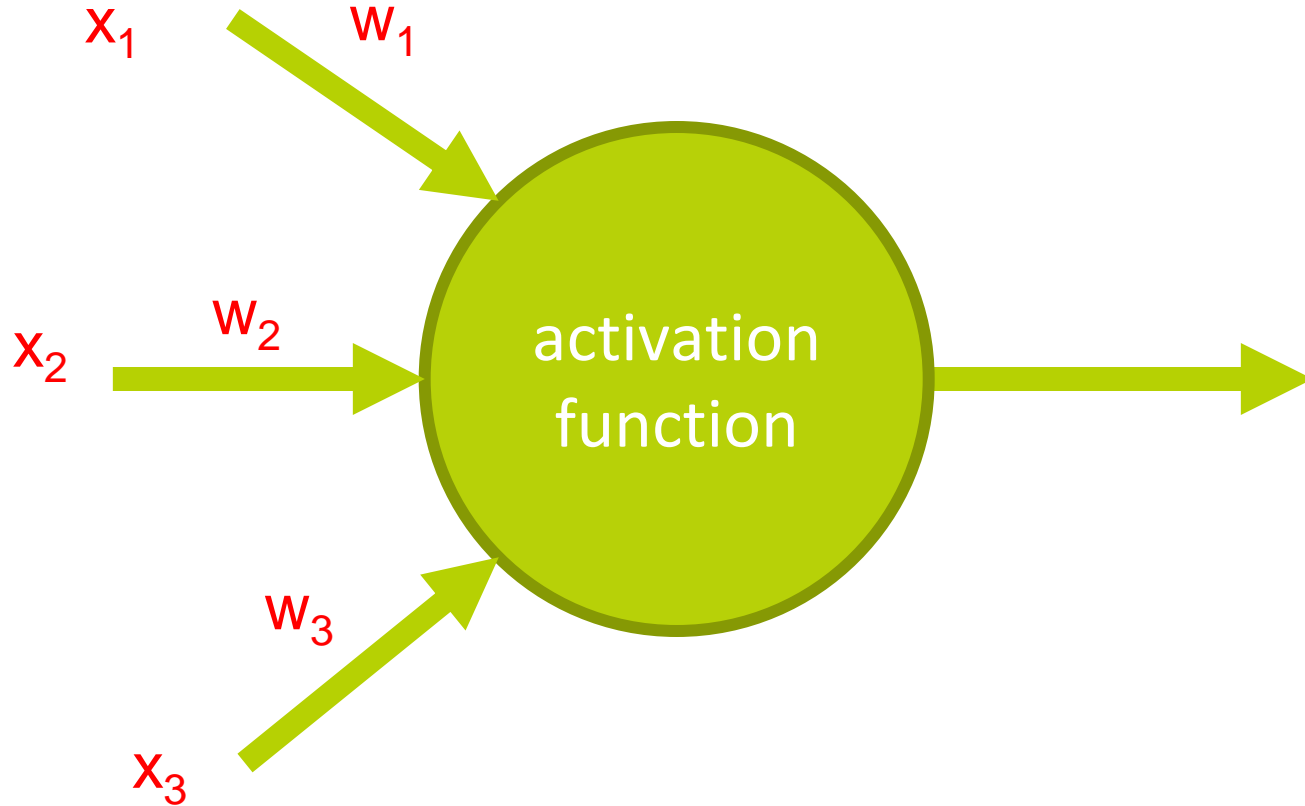 x₁
w₁
x₂
w₂
activation
function
w₃
x₃